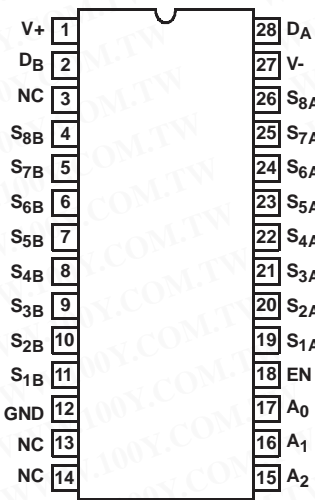 V+ 1 28 DA
DB 2 27 V-
NC 3 26 S8A
S8B 4 25 S7A
S7B 5 24 S6A
S6B 6 23 S5A
S5B 7 22 S4A
S4B 8 21 S3A
S3B 9 20 S2A
S2B 10 19 S1A
S1B 11 18 EN
GND 12 17 A0
NC 13 16 A1
NC 14 15 A2